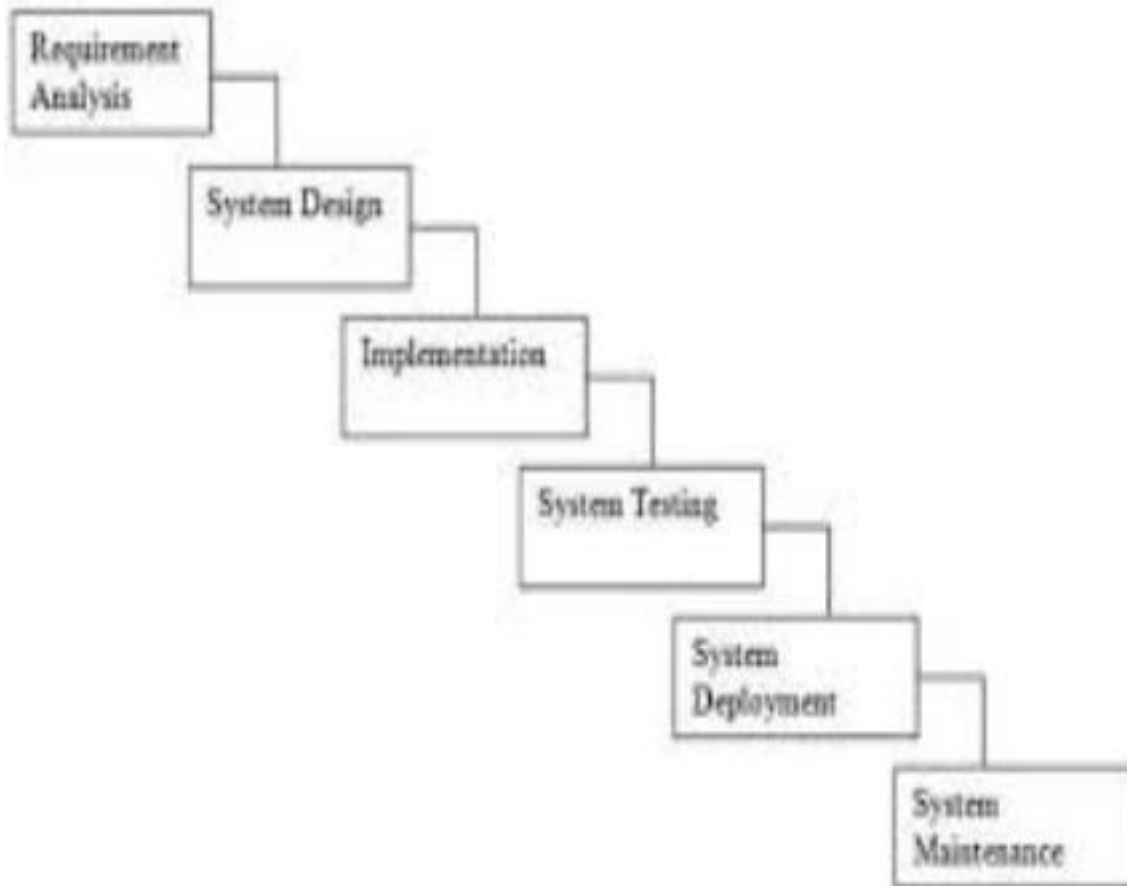 Requirement
Analysis
System Design
Implementation
System Testing
System
Deployment
System
Maintenance